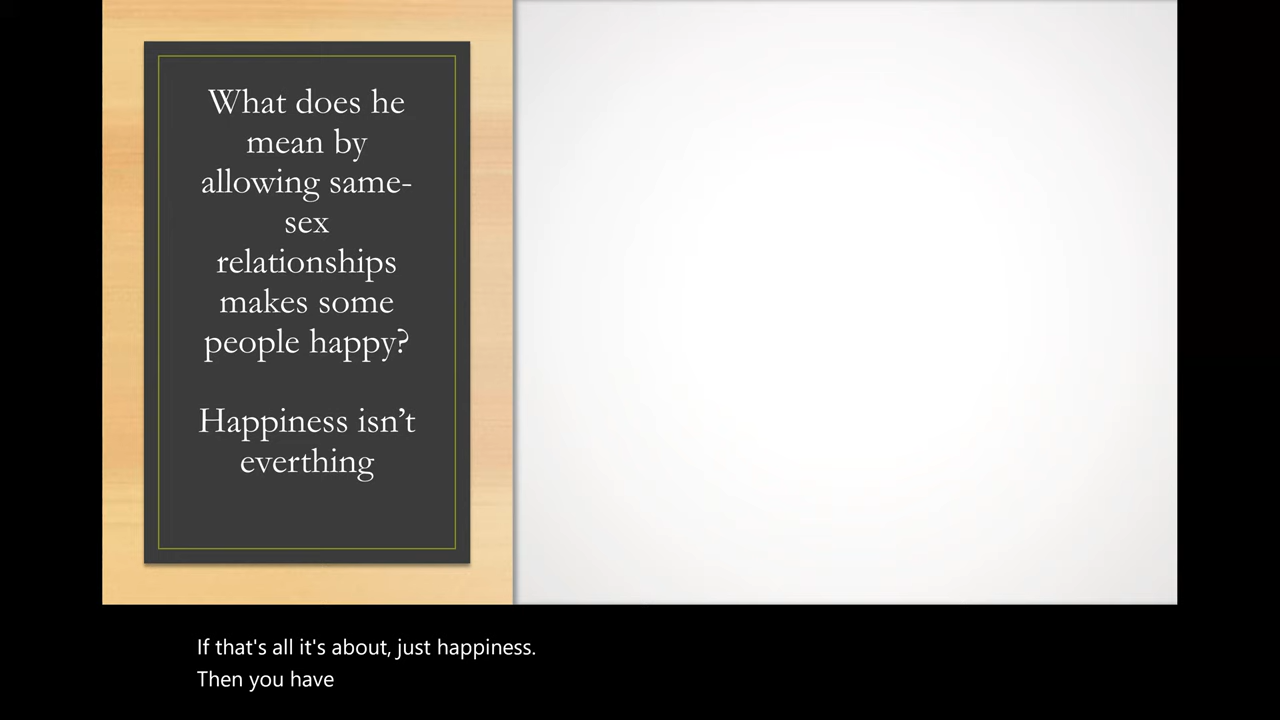 What does he
mean by
allowing same-
sex
relationships
makes some
people happy?
Happiness isn’t
everthing
If that's all it's about, just happiness.
Then you have